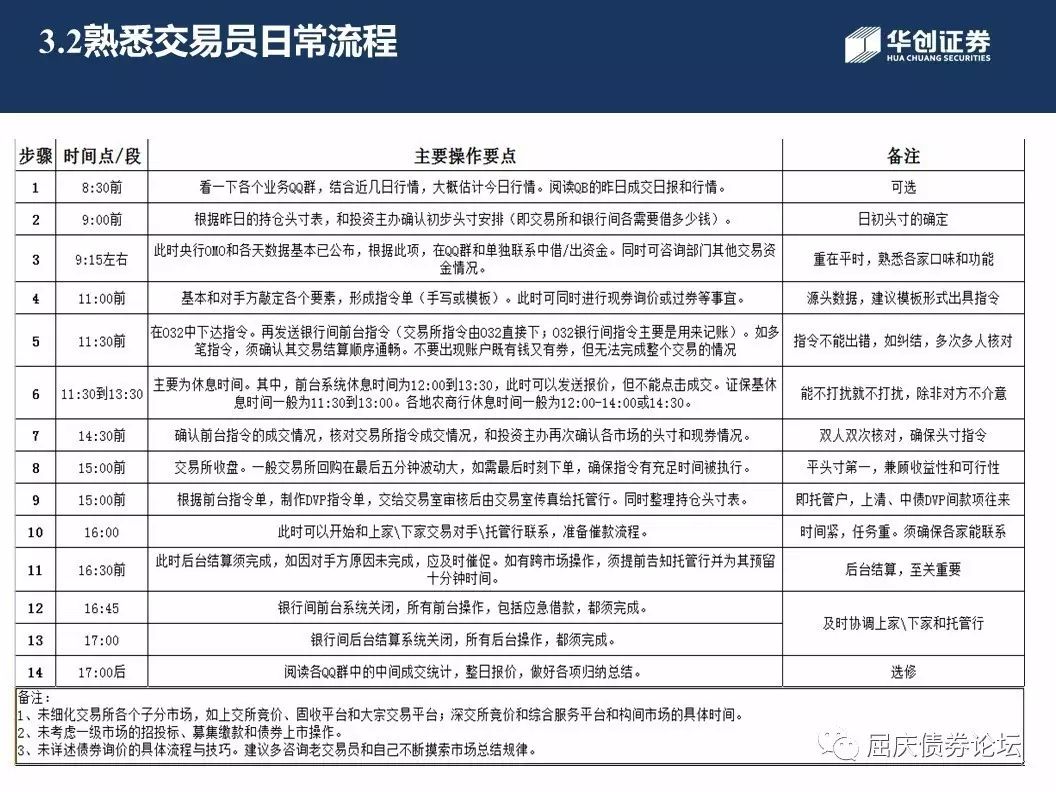 3.2熟悉交易员日常流程
华创证券
HUA CHUANG SECURITIES
步骤 时间点/段 主要操作要点 备注
1 8:30前 看一下各个业务QQ群，结合近几日行情，大概估计今日行情。阅读QB的昨日成交日报和行情。 可选
2 9:00前 根据昨日的持仓头寸表，和投资主办确认初步头寸安排（即交易所和银行间各需要借多少钱）。 日初头寸的确定
3 9:15左右 此时央行OMO和各天数据基本已公布，根据此项，在QQ群和单独联系中借/出资金。同时可咨询部门其他交易资
金情况。 重在平时，熟悉各家口味和功能
4 11:00前 基本和对手方敲定各个要素，形成指令单（手写或模板）。此时可同时进行现券询价或过券等事宜。 源头数据，建议模板形式出具指令
5 11:30前 在O32中下达指令。再发送银行间前台指令（交易所指令由O32直接下；O32银行间指令主要是用来记账）。如多
笔指令，须确认其交易结算顺序通畅。不要出现账户既有钱又有券，但无法完成整个交易的情况 指令不能出错，如纠结，多次多人核对
6 11:30到13:30 主要为休息时间。其中，前台系统休息时间为12:00到13:30，此时可以发送报价，但不能点击成交。证保基休
息时间一般为11:30到13:00。各地农商行休息时间一般为12:00-14:00或14:30。 能不打扰就不打扰，除非对方不介意
7 14:30前 确认前台指令的成交情况，核对交易所指令成交情况，和投资主办再次确认各市场的头寸和现券情况。 双人双次核对，确保头寸指令
8 15:00前 交易所收盘。一般交易所回购在最后五分钟波动大，如需最后时刻下单，确保指令有充足时间被执行。 平头寸第一，兼顾收益性和可行性
9 15:00前 根据前台指令单，制作DVP指令单，交给交易室审核后由交易室传真给托管行。同时整理持仓头寸表。 即托管户，上清、中债DVP间款项往来
10 16:00 此时可以开始和上家\下家交易对手\托管行联系，准备催款流程。 时间紧，任务重。须确保各家能联系
11 16:30前 此时后台结算须完成，如因对手方原因未完成，应及时催促。如有跨市场操作，须提前告知托管行并为其预留
十分钟时间。 后台结算，至关重要
12 16:45 银行间前台系统关闭，所有前台操作，包括应急借款，都须完成。 及时协调上家\下家和托管行
13 17:00 银行间后台结算系统关闭，所有后台操作，都须完成。
14 17:00后 阅读各QQ群中的中间成交统计，整日报价，做好各项归纳总结。 选修
备注：
1、未细化交易所各个子分市场，如上交所竞价、固收平台和大宗交易平台；深交所竞价和综合服务平台和构间市场的具体时间。
2、未考虑一级市场的招投标、募集缴款和债券上市操作。
3、未详述债券询价的具体流程与技巧。建议多咨询老交易员和自己不断摸索市场总结规律。
屈庆债券论坛